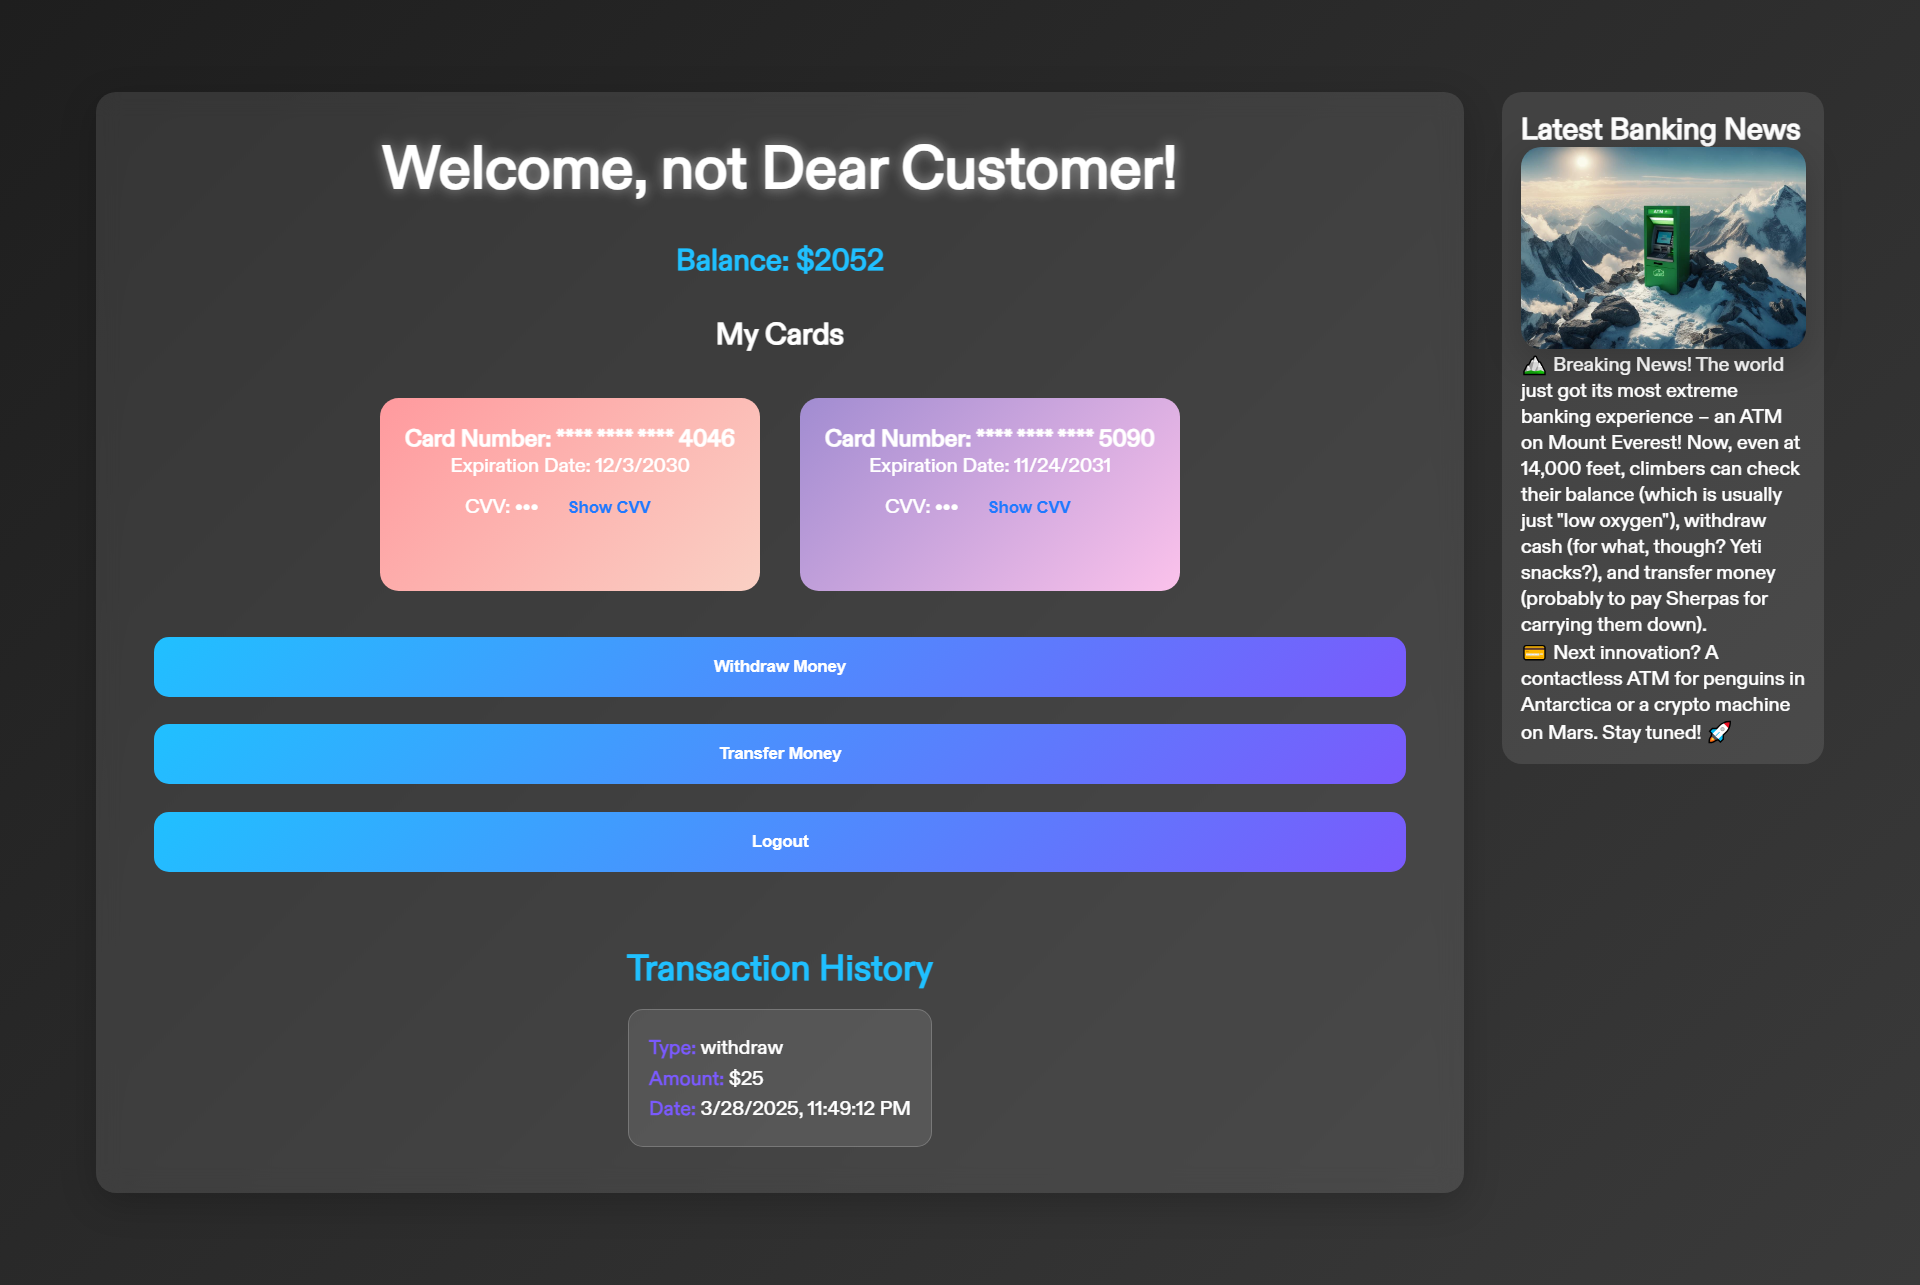 Welcome, not Dear Customer!
Balance: $2052
My Cards
Card Number: **** **** **** 4046
Expiration Date: 12/3/2030
CVV: ••• Show CVV
Card Number: **** **** **** 5090
Expiration Date: 11/24/2031
CVV: ••• Show CVV
Withdraw Money
Transfer Money
Logout
Transaction History
Type: withdraw
Amount: $25
Date: 3/28/2025, 11:49:12 PM
Latest Banking News
ATM
🏔️ Breaking News! The world
just got its most extreme
banking experience – an ATM
on Mount Everest! Now, even at
14,000 feet, climbers can check
their balance (which is usually
just "low oxygen"), withdraw
cash (for what, though? Yeti
snacks?), and transfer money
(probably to pay Sherpas for
carrying them down).
💳 Next innovation? A
contactless ATM for penguins in
Antarctica or a crypto machine
on Mars. Stay tuned! 🚀